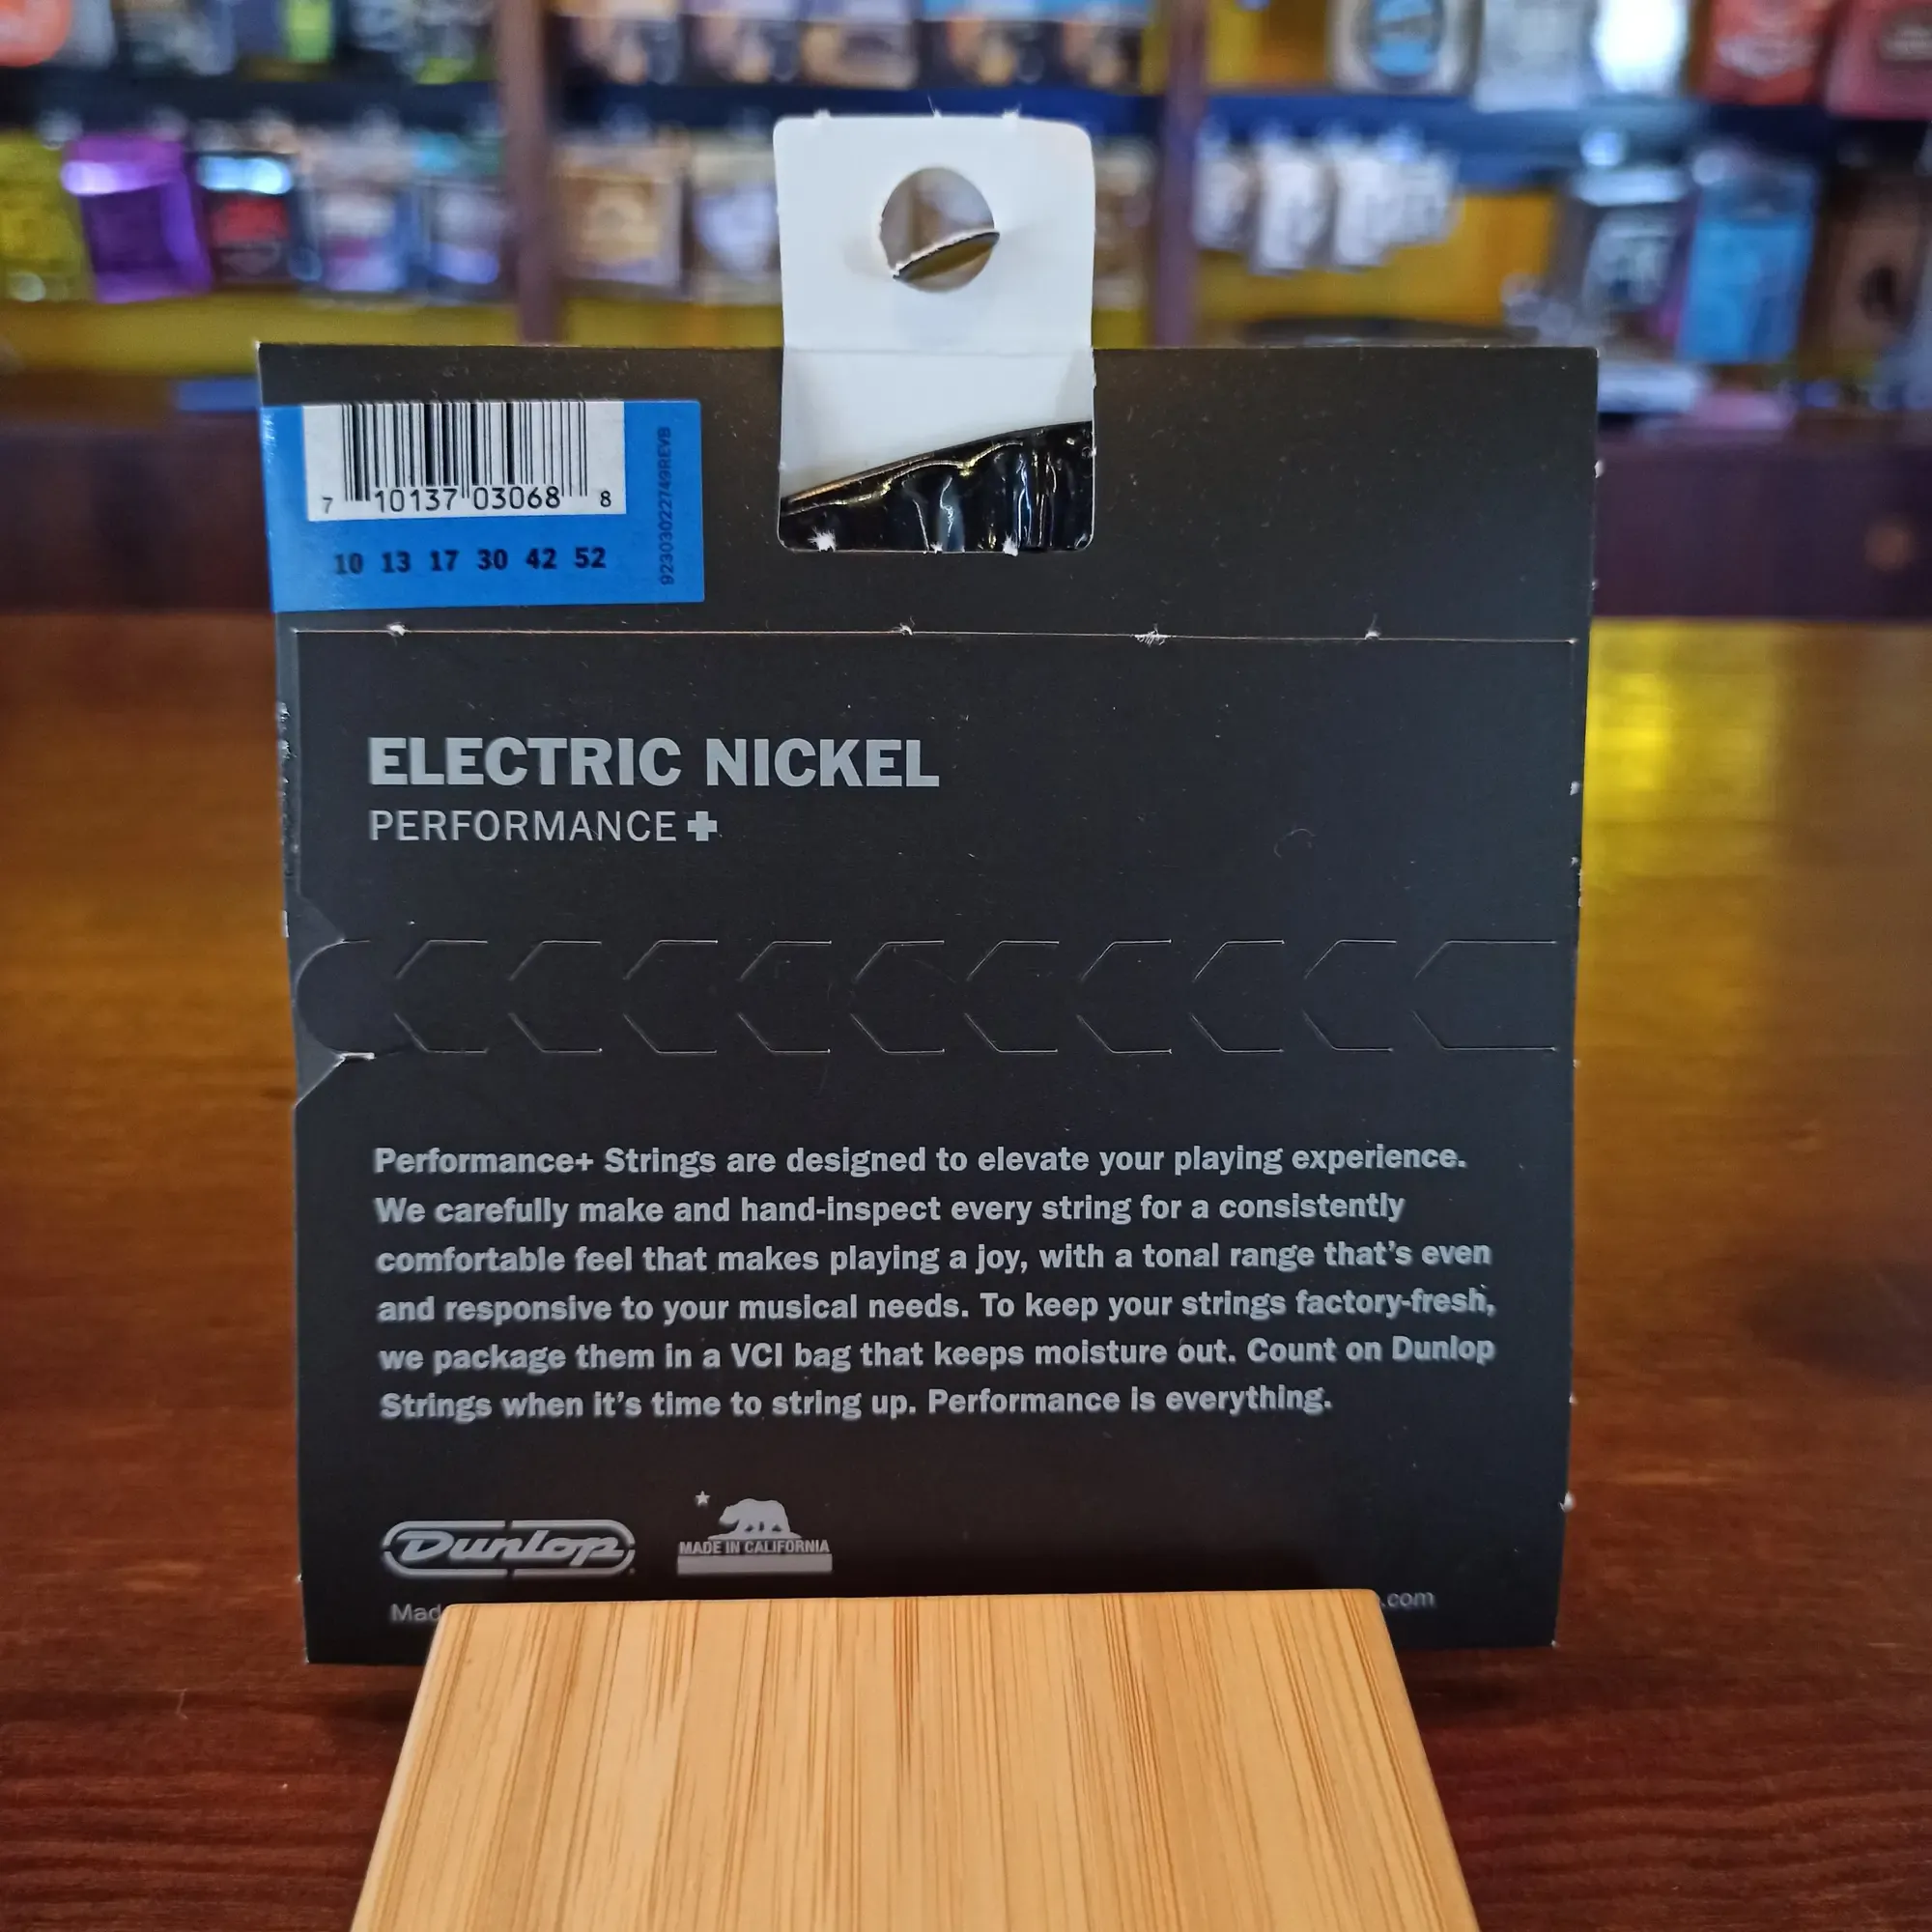 7 10137 03068 8
10 13 17 30 42 52
92303022749REVB
ELECTRIC NICKEL
PERFORMANCE+
Performance+ Strings are designed to elevate your playing experience.
We carefully make and hand-inspect every string for a consistently
comfortable feel that makes playing a joy, with a tonal range that's even
and responsive to your musical needs. To keep your strings factory-fresh,
we package them in a VCI bag that keeps moisture out. Count on Dunlop
Strings when it's time to string up. Performance is everything.
Dunlop
MADE IN CALIFORNIA
Mad
.com